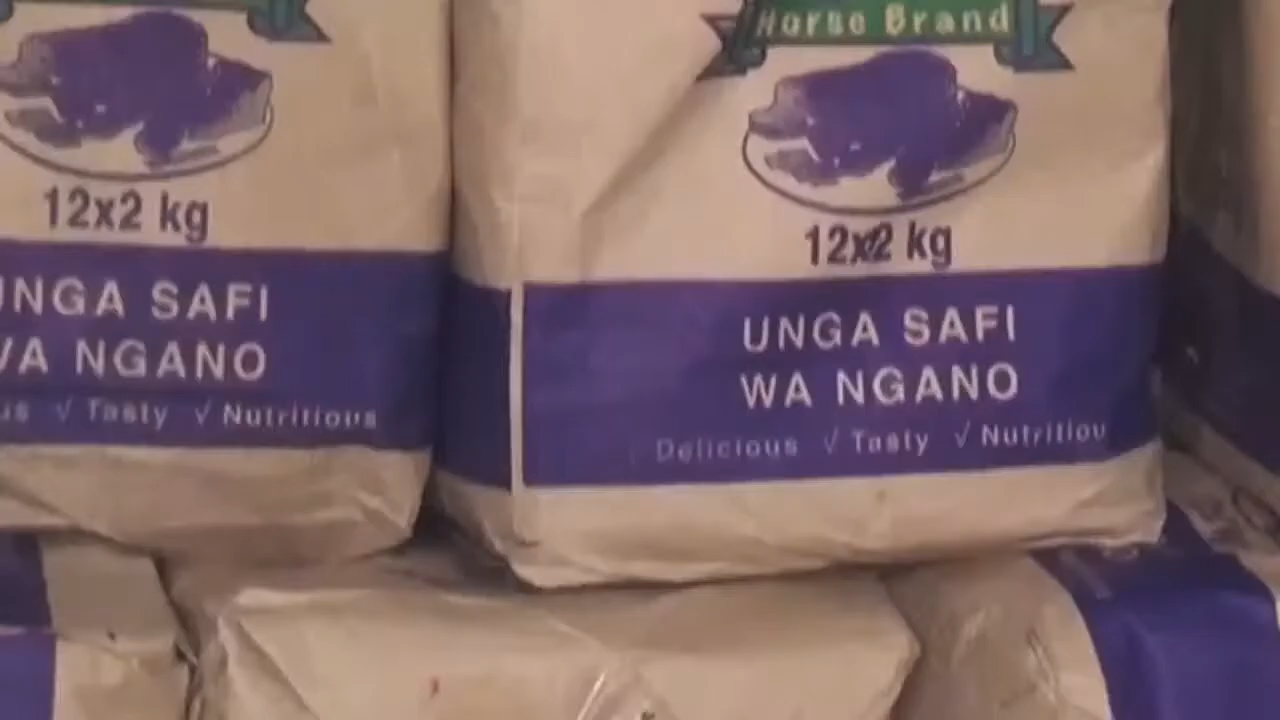 Horse Brand
12x2 kg
UNGA SAFI
WA NGANO
us √ Tasty √ Nutritious
12x2 kg
UNGA SAFI
WA NGANO
Delicious √ Tasty √ Nutritiou